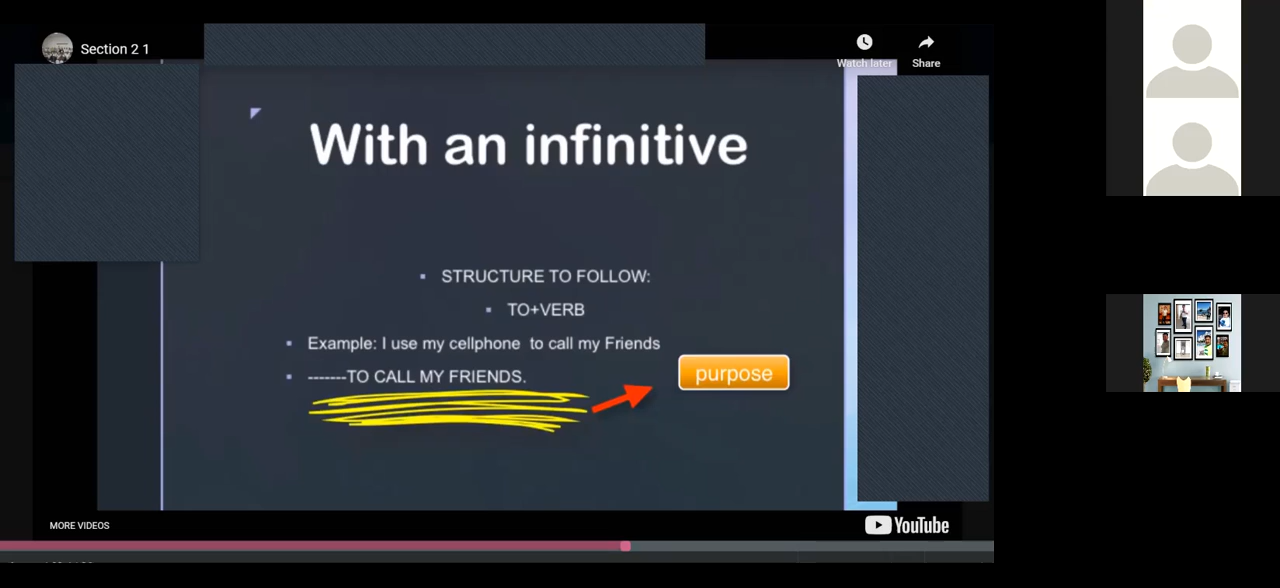 Section 2 1
Watch later
Share
With an infinitive
▪ STRUCTURE TO FOLLOW:
▪ TO+VERB
▪ Example: I use my cellphone to call my Friends
▪ -------TO CALL MY FRIENDS.
purpose
MORE VIDEOS
YouTube